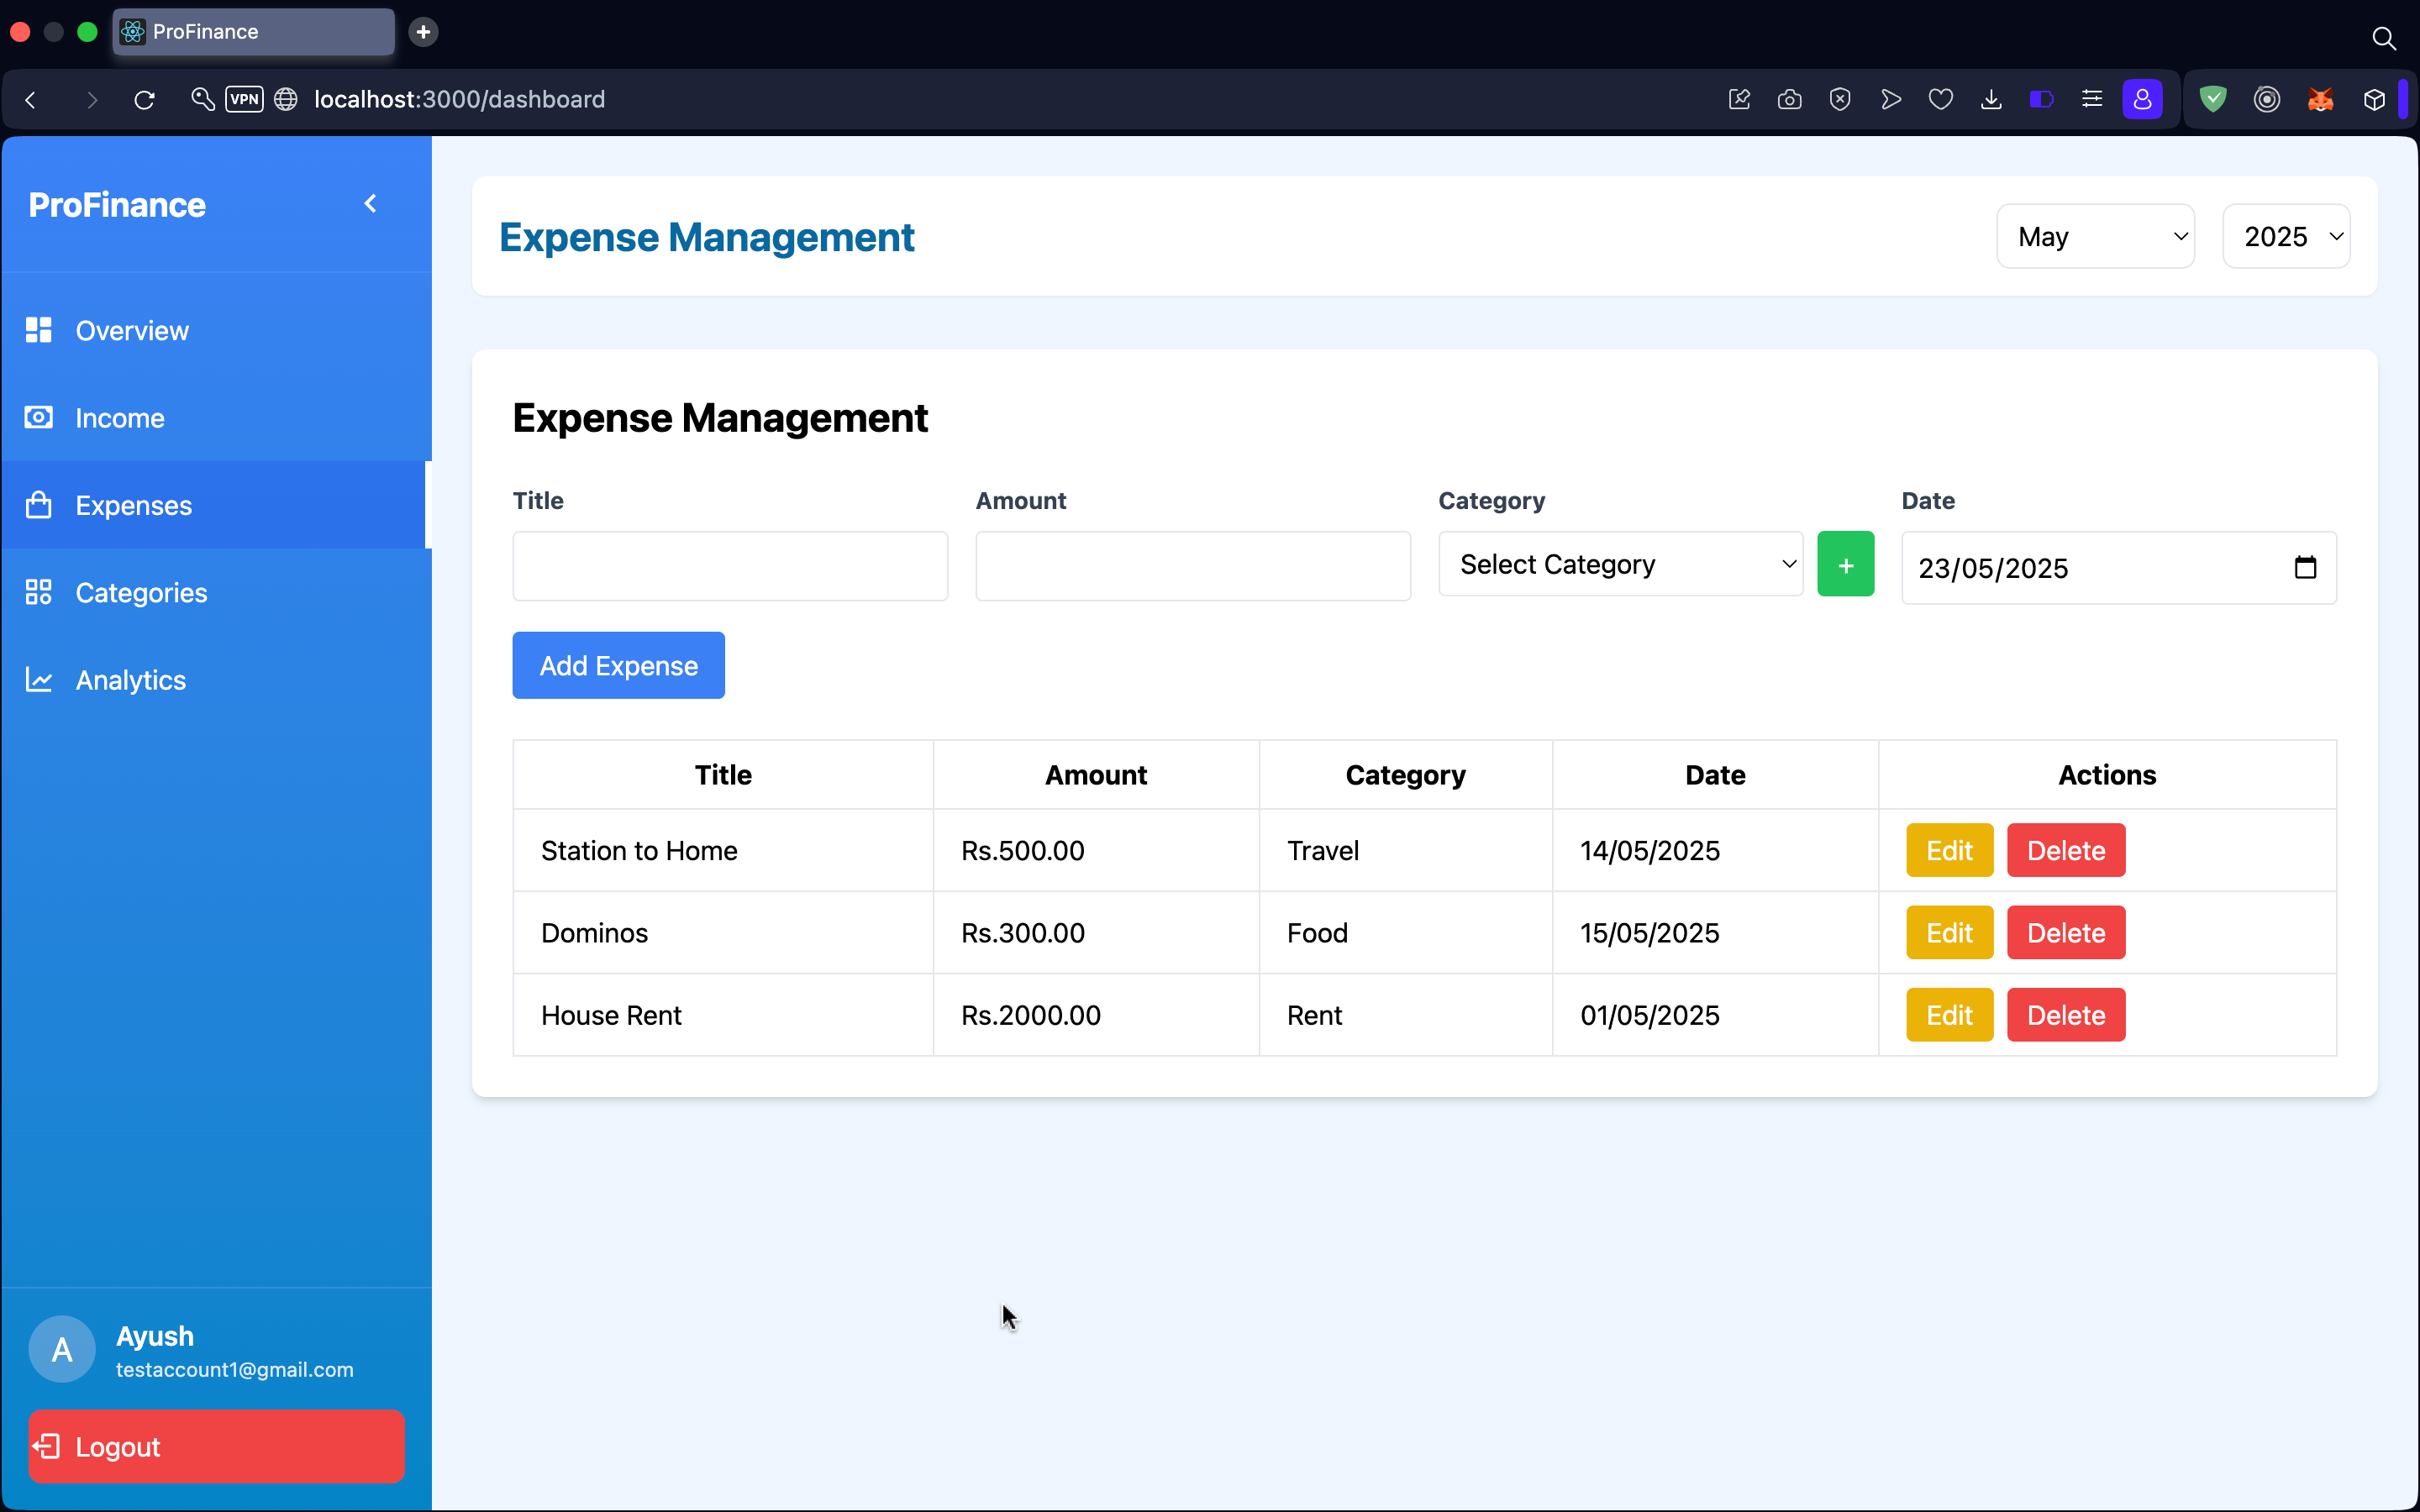 ProFinance
VPN localhost:3000/dashboard
ProFinance
Overview
Income
Expenses
Categories
Analytics
A
Ayush
testaccount1@gmail.com
Logout
Expense Management
May 2025
Expense Management
Title Amount Category Date
Select Category + 23/05/2025
Add Expense
Title Amount Category Date Actions
Station to Home Rs.500.00 Travel 14/05/2025 Edit Delete
Dominos Rs.300.00 Food 15/05/2025 Edit Delete
House Rent Rs.2000.00 Rent 01/05/2025 Edit Delete